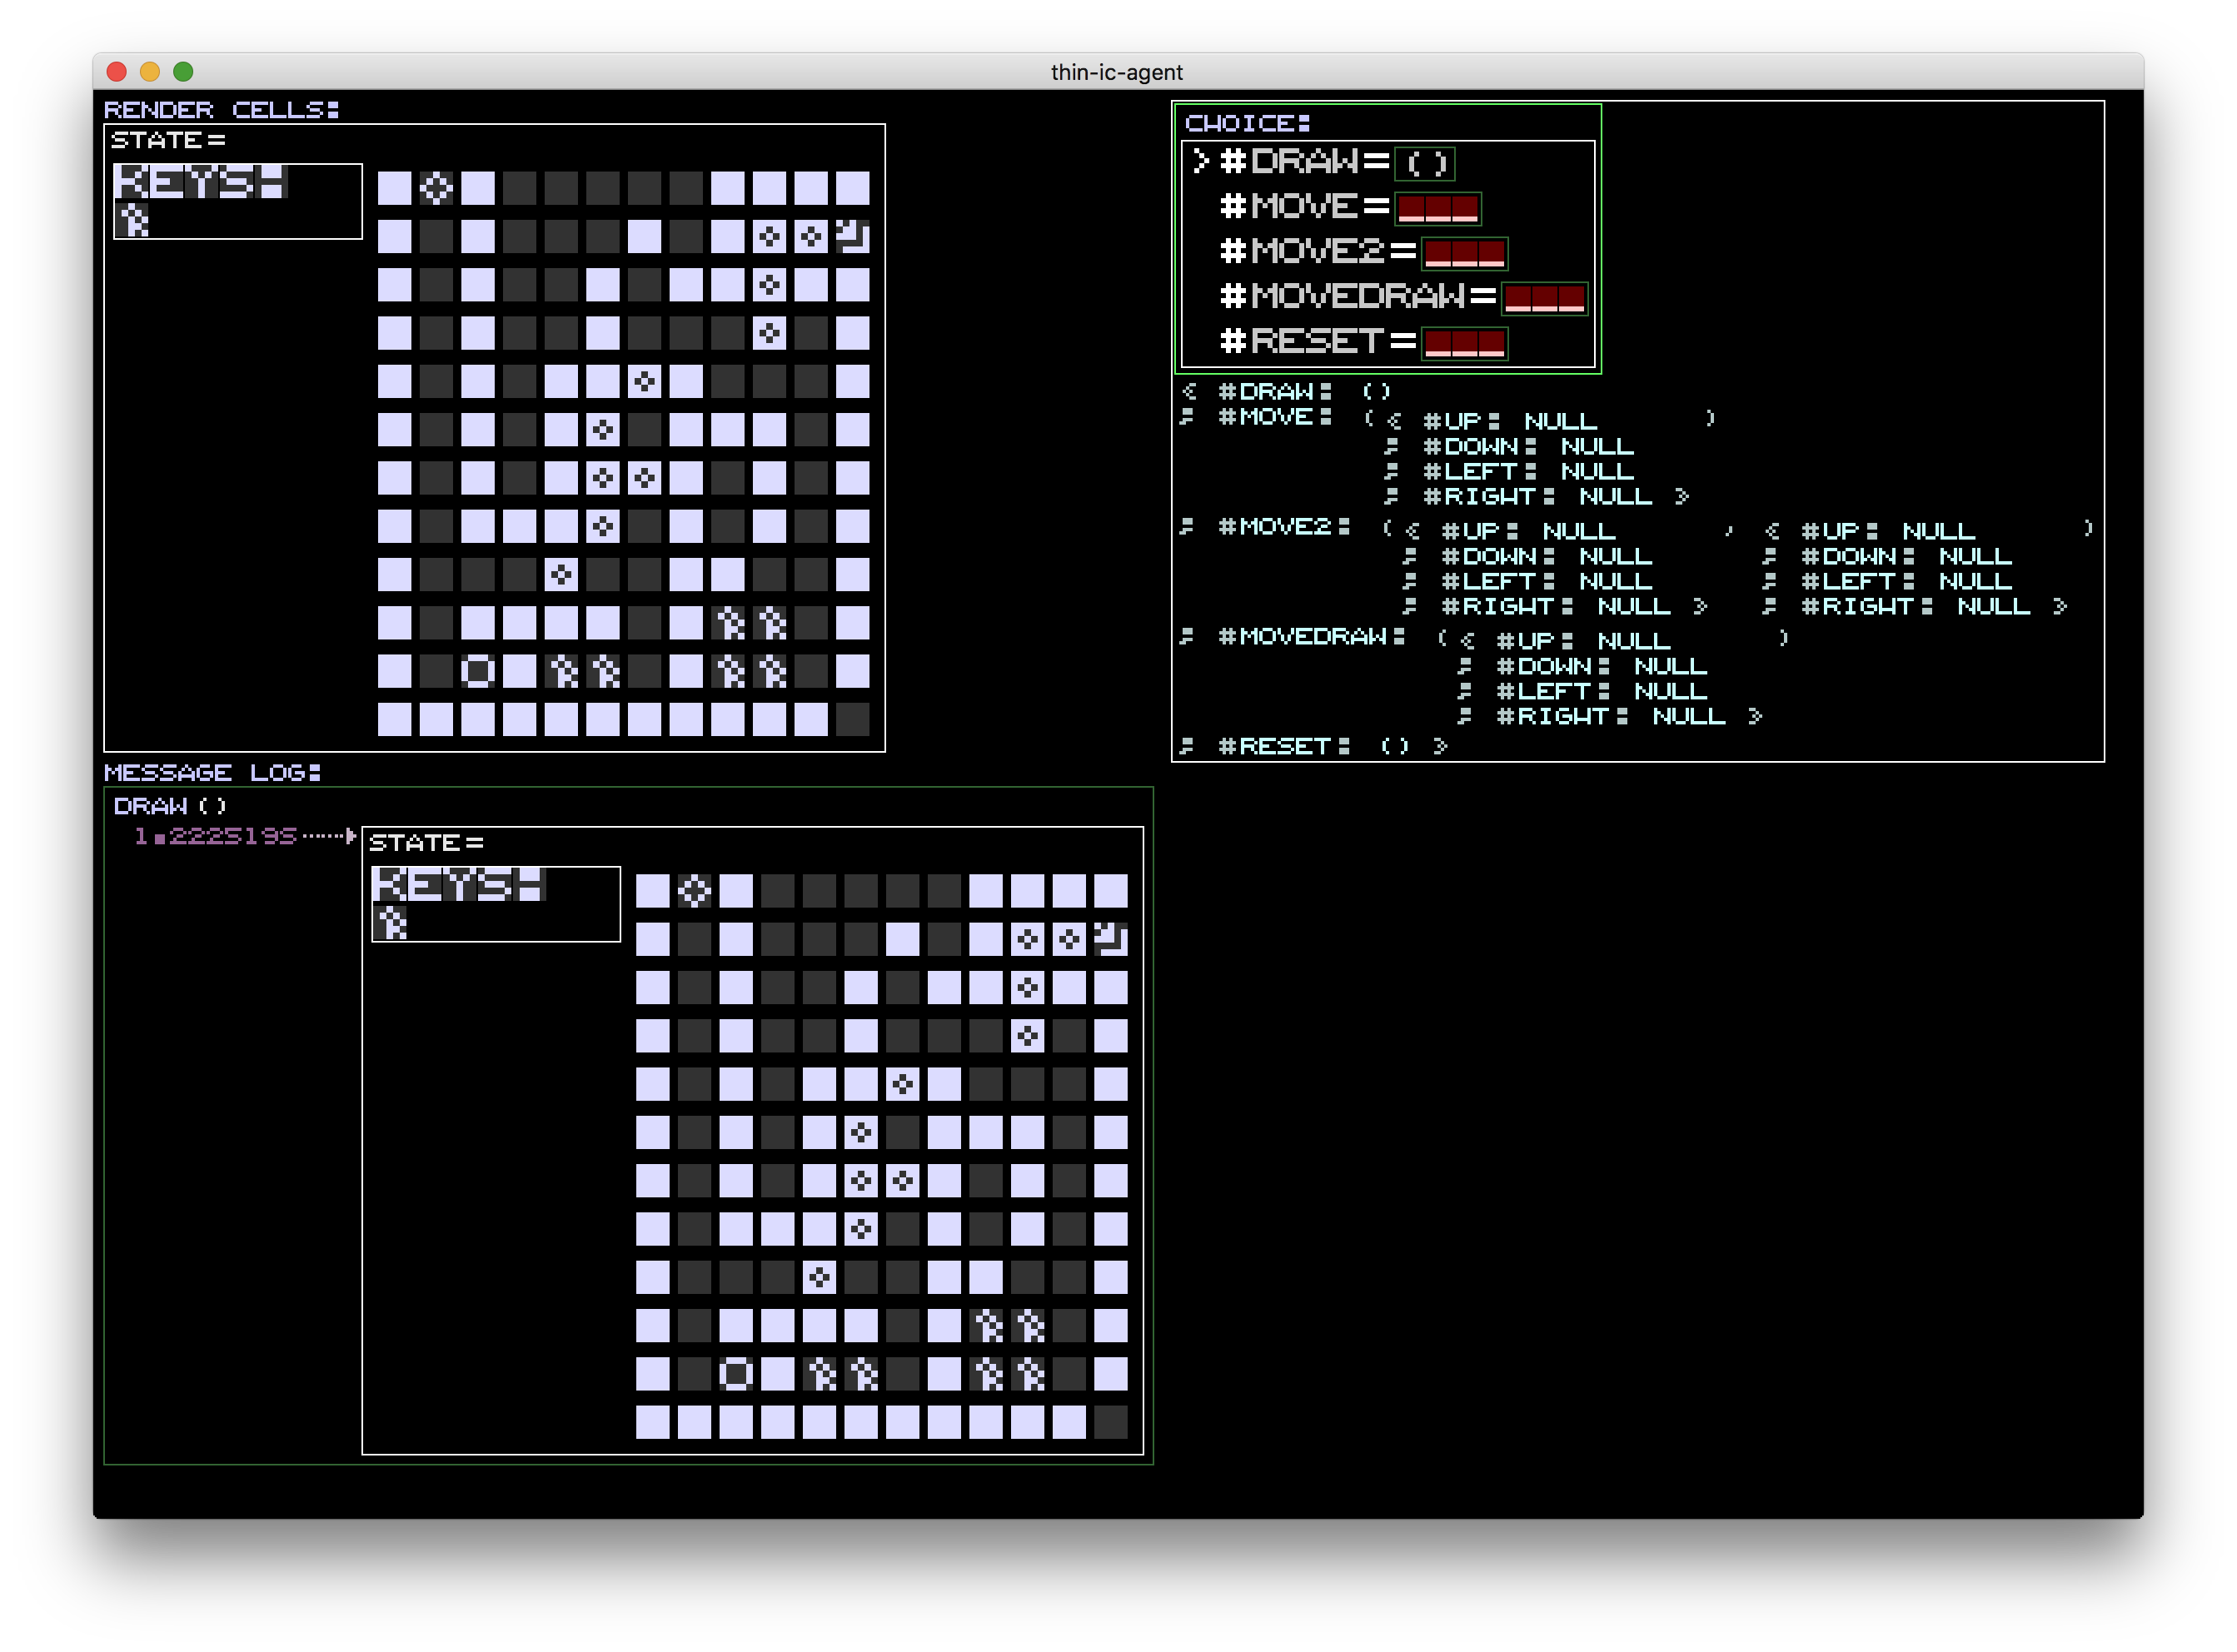 thin-ic-agent
RENDER CELLS:
STATE=
KEYSH
MESSAGE LOG:
DRAW ()
1.222519S
STATE=
KEYSH
CHOICE:
>#DRAW= ()
#MOVE=
#MOVE2=
#MOVEDRAW=
#RESET=
< #DRAW: ()
; #MOVE: (< #UP: NULL )
; #DOWN: NULL
; #LEFT: NULL
; #RIGHT: NULL >
; #MOVE2: (< #UP: NULL , < #UP: NULL )
; #DOWN: NULL ; #DOWN: NULL
; #LEFT: NULL ; #LEFT: NULL
; #RIGHT: NULL > ; #RIGHT: NULL >
; #MOVEDRAW: (< #UP: NULL )
; #DOWN: NULL
; #LEFT: NULL
; #RIGHT: NULL >
; #RESET: () >